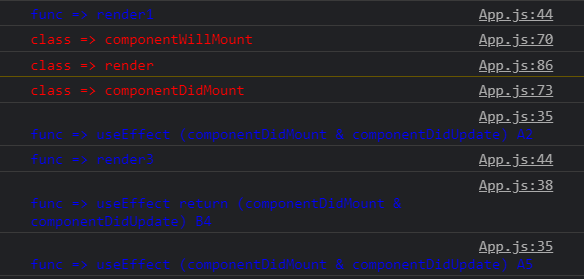 func => render1 App.js:44
class => componentWillMount App.js:70
class => render App.js:86
class => componentDidMount App.js:73
App.js:35
func => useEffect (componentDidMount & componentDidUpdate) A2
func => render3 App.js:44
App.js:38
func => useEffect return (componentDidMount &
componentDidUpdate)
App.js:35
func => useEffect (componentDidMount & componentDidUpdate) A5